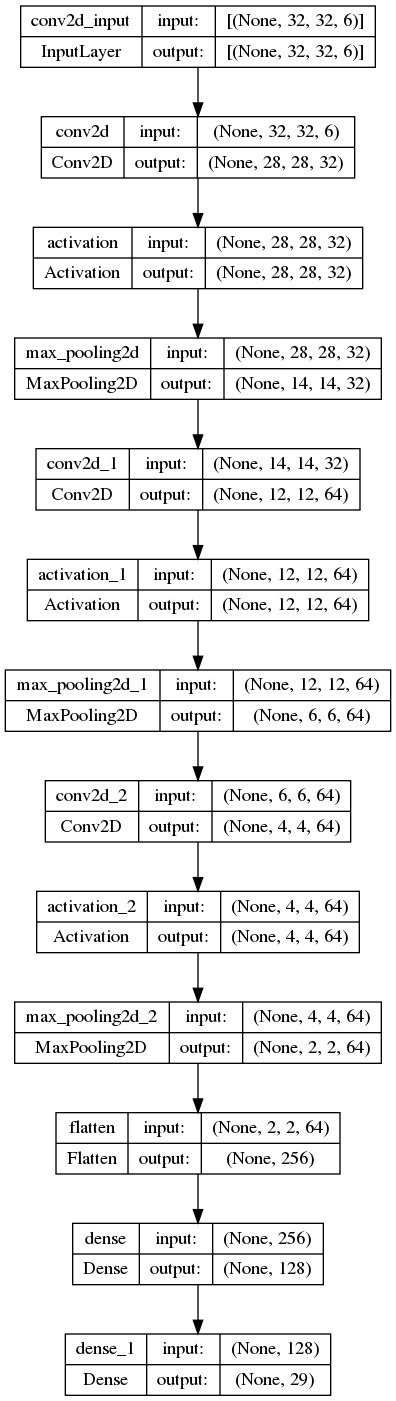 conv2d_input input: [(None, 32, 32, 6)]
InputLayer output: [(None, 32, 32, 6)]
conv2d input: (None, 32, 32, 6)
Conv2D output: (None, 28, 28, 32)
activation input: (None, 28, 28, 32)
Activation output: (None, 28, 28, 32)
max_pooling2d input: (None, 28, 28, 32)
MaxPooling2D output: (None, 14, 14, 32)
conv2d_1 input: (None, 14, 14, 32)
Conv2D output: (None, 12, 12, 64)
activation_1 input: (None, 12, 12, 64)
Activation output: (None, 12, 12, 64)
max_pooling2d_1 input: (None, 12, 12, 64)
MaxPooling2D output: (None, 6, 6, 64)
conv2d_2 input: (None, 6, 6, 64)
Conv2D output: (None, 4, 4, 64)
activation_2 input: (None, 4, 4, 64)
Activation output: (None, 4, 4, 64)
max_pooling2d_2 input: (None, 4, 4, 64)
MaxPooling2D output: (None, 2, 2, 64)
flatten input: (None, 2, 2, 64)
Flatten output: (None, 256)
dense input: (None, 256)
Dense output: (None, 128)
dense_1 input: (None, 128)
Dense output: (None, 29)